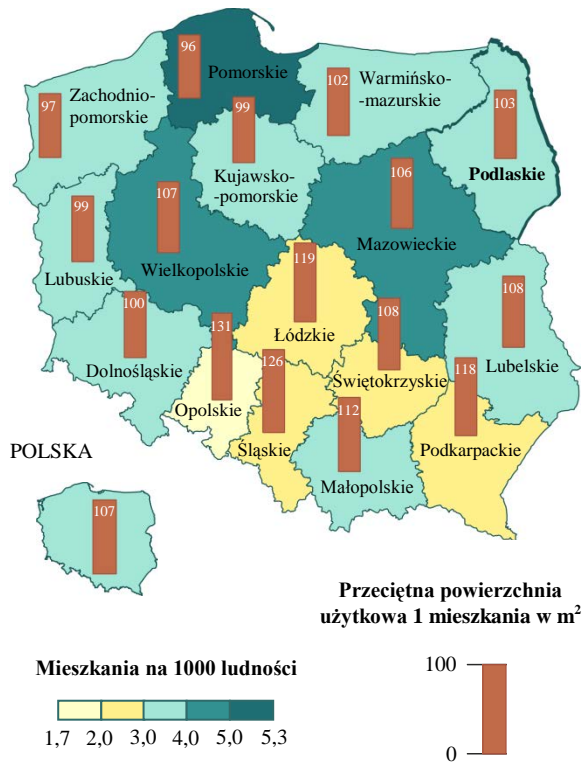 96
Pomorskie
Zachodnio-
pomorskie
97
102
Warmińsko-
-mazurskie
103
Podlaskie
99
Kujawsko-
-pomorskie
107
Wielkopolskie
106
Mazowieckie
99
Lubuskie
119
Łódzkie
100
Dolnośląskie
131
Opolskie
126
Śląskie
108
Świętokrzyskie
108
Lubelskie
118
Podkarpackie
112
Małopolskie
POLSKA
107
Przeciętna powierzchnia
użytkowa 1 mieszkania w m²
100
0
Mieszkania na 1000 ludności
1,7 2,0 3,0 4,0 5,0 5,3